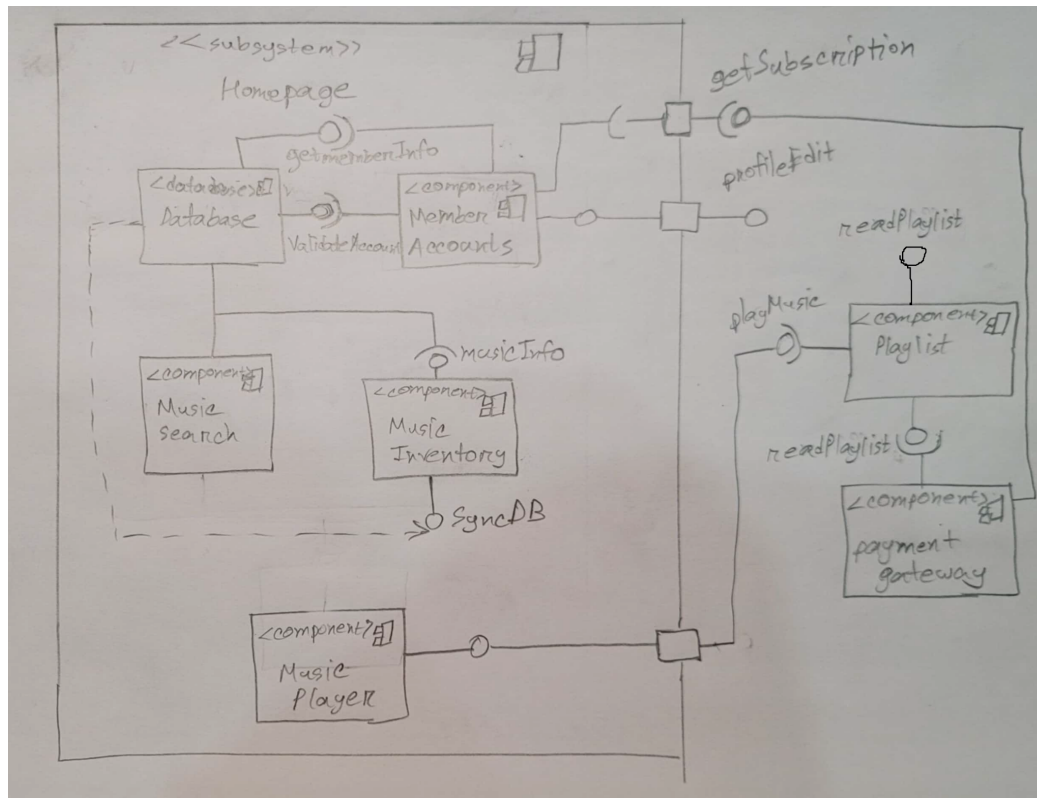 <<subsystem>>
Homepage
getSubscription
getmemberInfo
profileEdit
<database>
Database
<component>
Member
Accounts
ValidateAccount
readPlaylist
playMusic
<component>
Playlist
musicInfo
<component>
Music
search
<component>
Music
Inventory
readPlaylist
SyncDB
<component>
payment
gateway
<component>
Music
Player